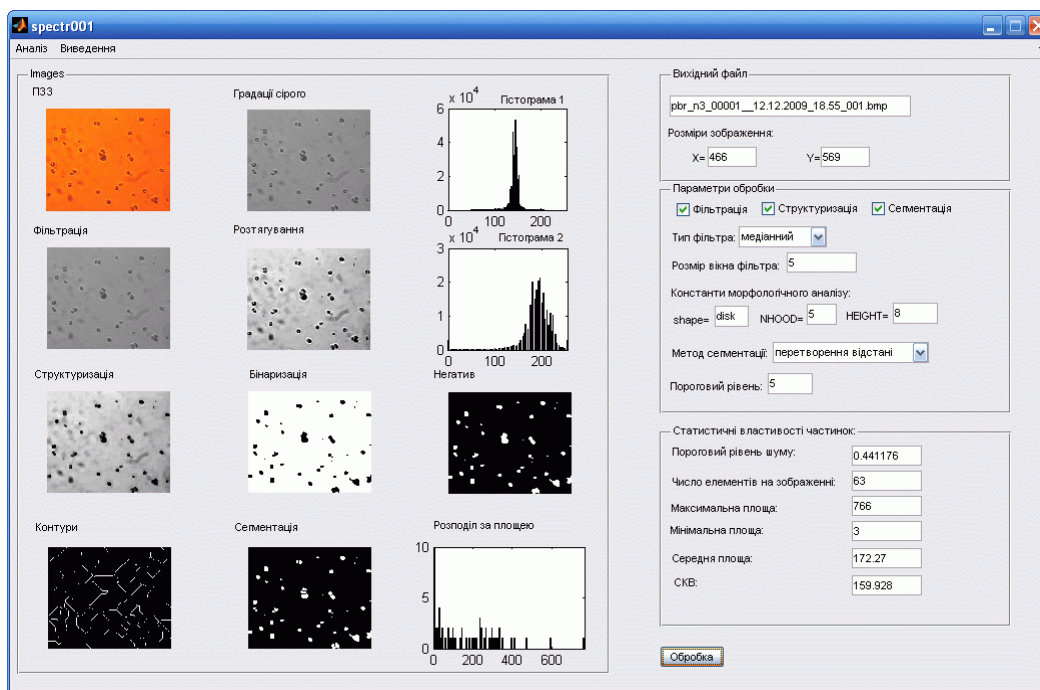 spectr001
Аналіз Виведення
Images
ПЗЗ
Градації сірого
Гістограма 1
x 10^4
6
4
2
0
0 100 200
Фільтрація
Розтягування
Гістограма 2
x 10^4
3
2
1
0
0 100 200
Структуризація
Бінаризація
Негатив
Контури
Сегментація
Розподіл за площею
10
5
0
0 200 400 600
Вихідний файл
pbr_n3_00001__12.12.2009_18.55_001.bmp
Розміри зображення:
X= 466 Y= 569
Параметри обробки
Фільтрація Структуризація Сегментація
Тип фільтра: медіанний
Розмір вікна фільтра: 5
Константи морфологічного аналізу:
shape= disk NHOOD= 5 HEIGHT= 8
Метод сегментації: перетворення відстані
Пороговий рівень: 5
Статистичні властивості частинок:
Пороговий рівень шуму: 0.441176
Число елементів на зображенні: 63
Максимальна площа: 766
Мінімальна площа: 3
Середня площа: 172.27
СКВ: 159.928
Обробка